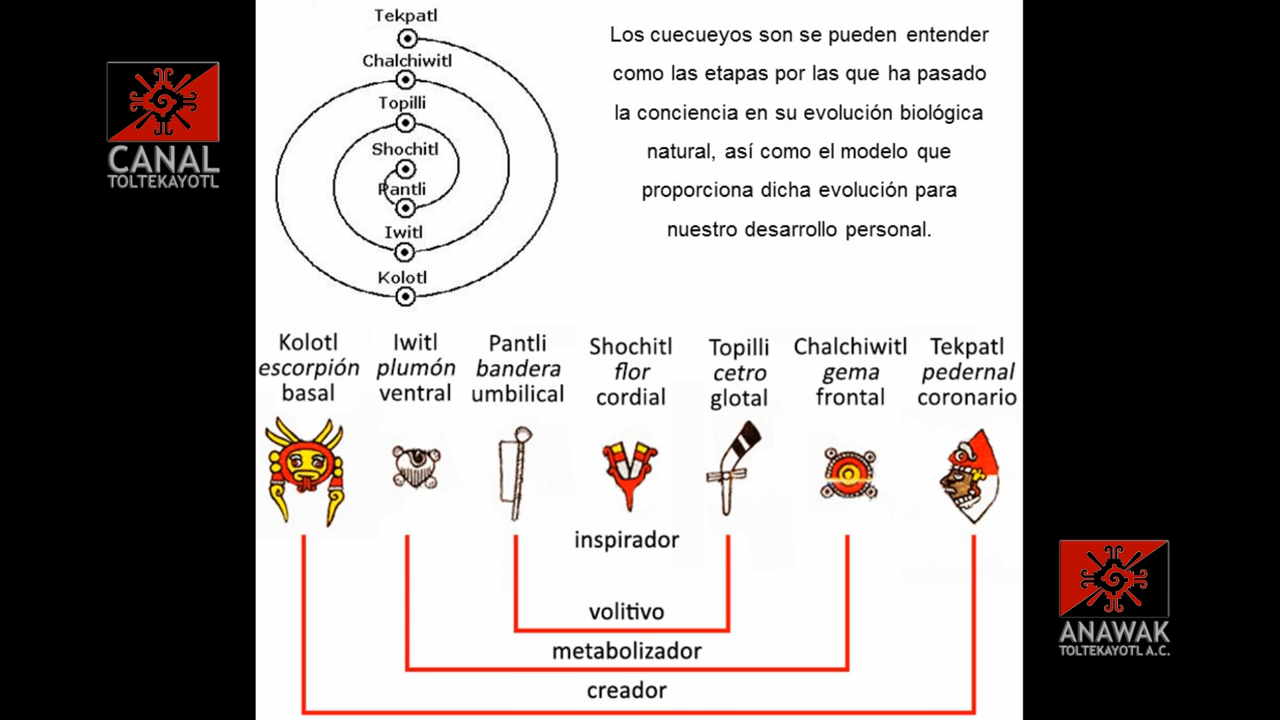 Tekpatl
Chalchiwitl
Topilli
Shochitl
Pantli
Iwitl
Kolotl
Los cuecueyos son se pueden entender
como las etapas por las que ha pasado
la conciencia en su evolución biológica
natural, así como el modelo que
proporciona dicha evolución para
nuestro desarrollo personal.
CANAL
TOLTEKAYOTL
Kolotl
escorpión
basal
Iwitl
plumón
ventral
Pantli
bandera
umbilical
Shochitl
flor
cordial
Topilli
cetro
glotal
Chalchiwitl
gema
frontal
Tekpatl
pedernal
coronario
inspirador
volitivo
metabolizador
creador
ANAWAK
TOLTEKAYOTL A.C.